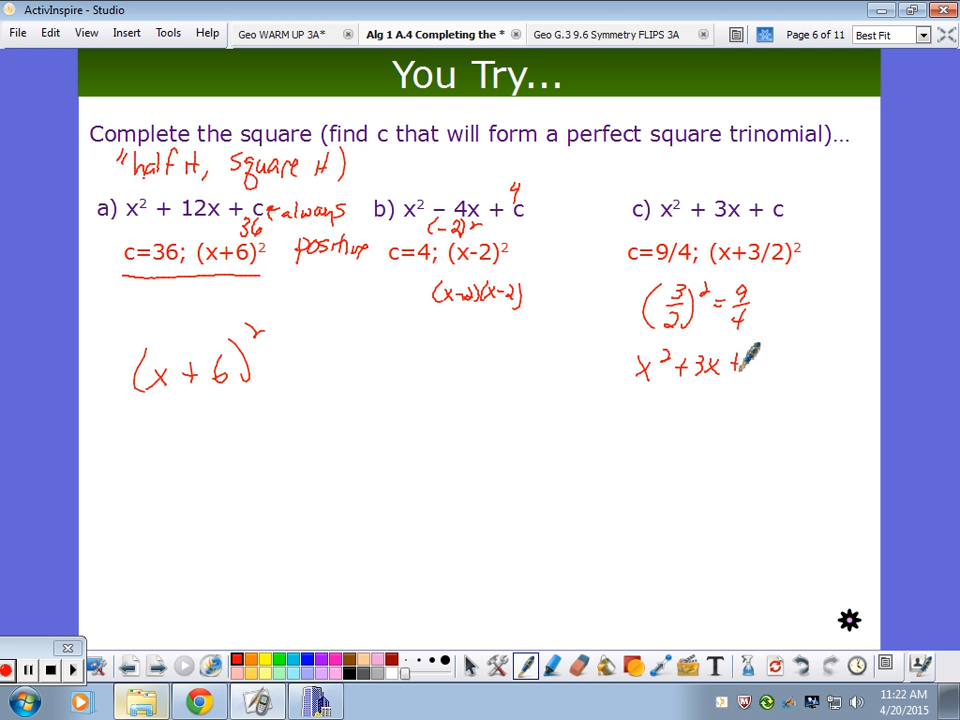 ActivInspire - Studio
File Edit View Insert Tools Help
Geo WARM UP 3A*
Alg 1 A.4 Completing the *
Geo G.3 9.6 Symmetry FLIPS 3A
Page 6 of 11
Best Fit
You Try...
Complete the square (find c that will form a perfect square trinomial)...
"half it, square it)
a) x² + 12x + c ← always
36
positive
c=36; (x+6)²
(x + 6)²
4
b) x² – 4x + c
(-2)²
c=4; (x-2)²
(x-2)(x-2)
c) x² + 3x + c
c=9/4; (x+3/2)²
(3/2)² = 9/4
x² + 3x +
11:22 AM
4/20/2015